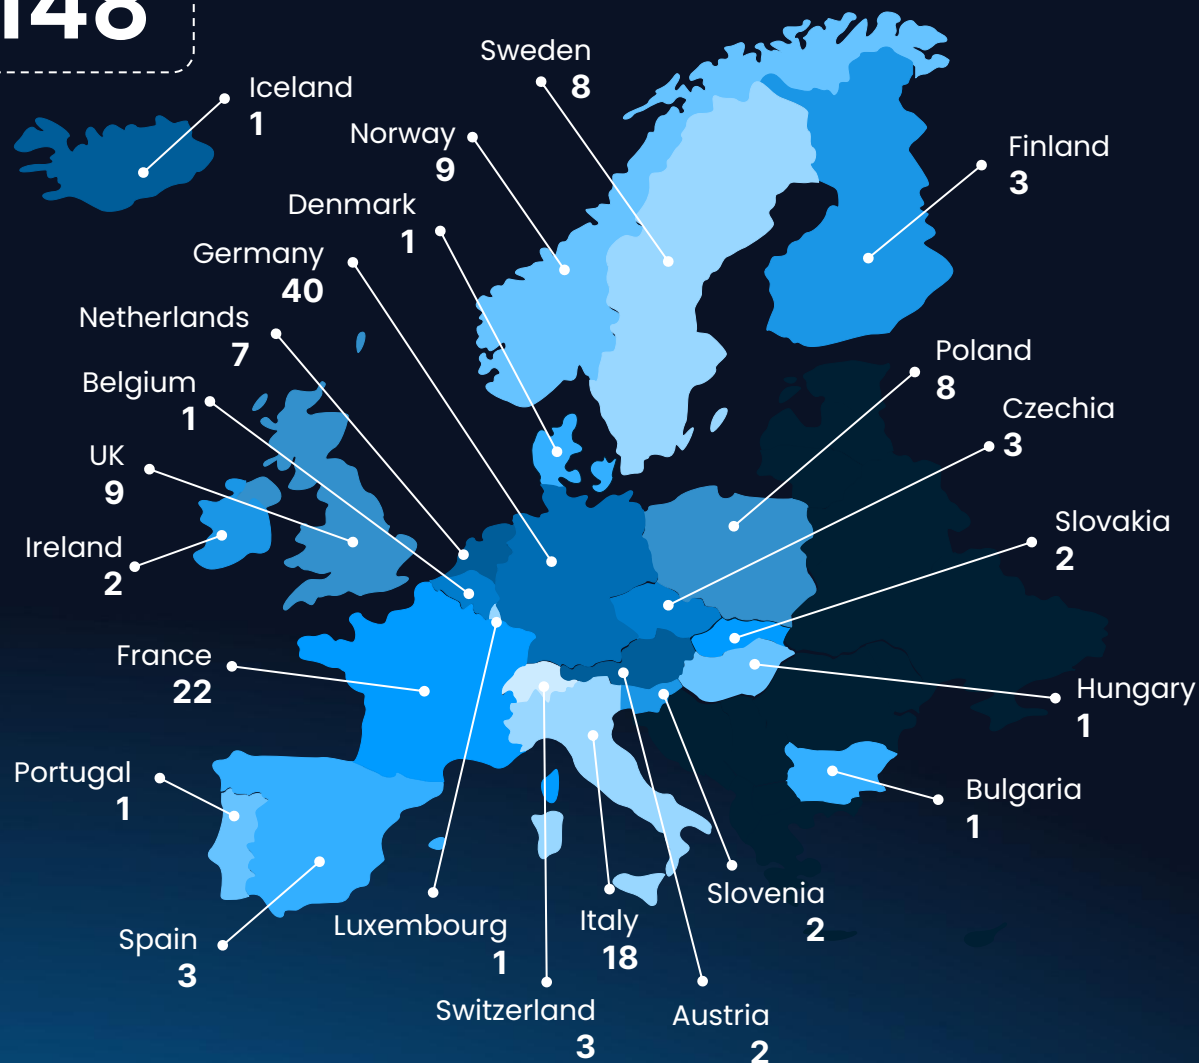 148
Iceland
1
Sweden
8
Norway
9
Finland
3
Denmark
1
Germany
40
Netherlands
7
Poland
8
Belgium
1
Czechia
3
UK
9
Slovakia
2
Ireland
2
France
22
Hungary
1
Portugal
1
Bulgaria
1
Slovenia
2
Luxembourg
1
Italy
18
Spain
3
Switzerland
3
Austria
2